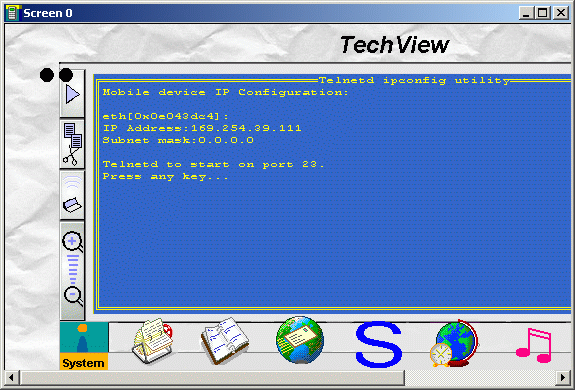 Screen 0
TechView
Telnetd ipconfig utility
Mobile device IP Configuration:
eth[0x0e043dc4]:
IP Address:169.254.39.111
Subnet mask:0.0.0.0
Telnetd to start on port 23.
Press any key...
S
System